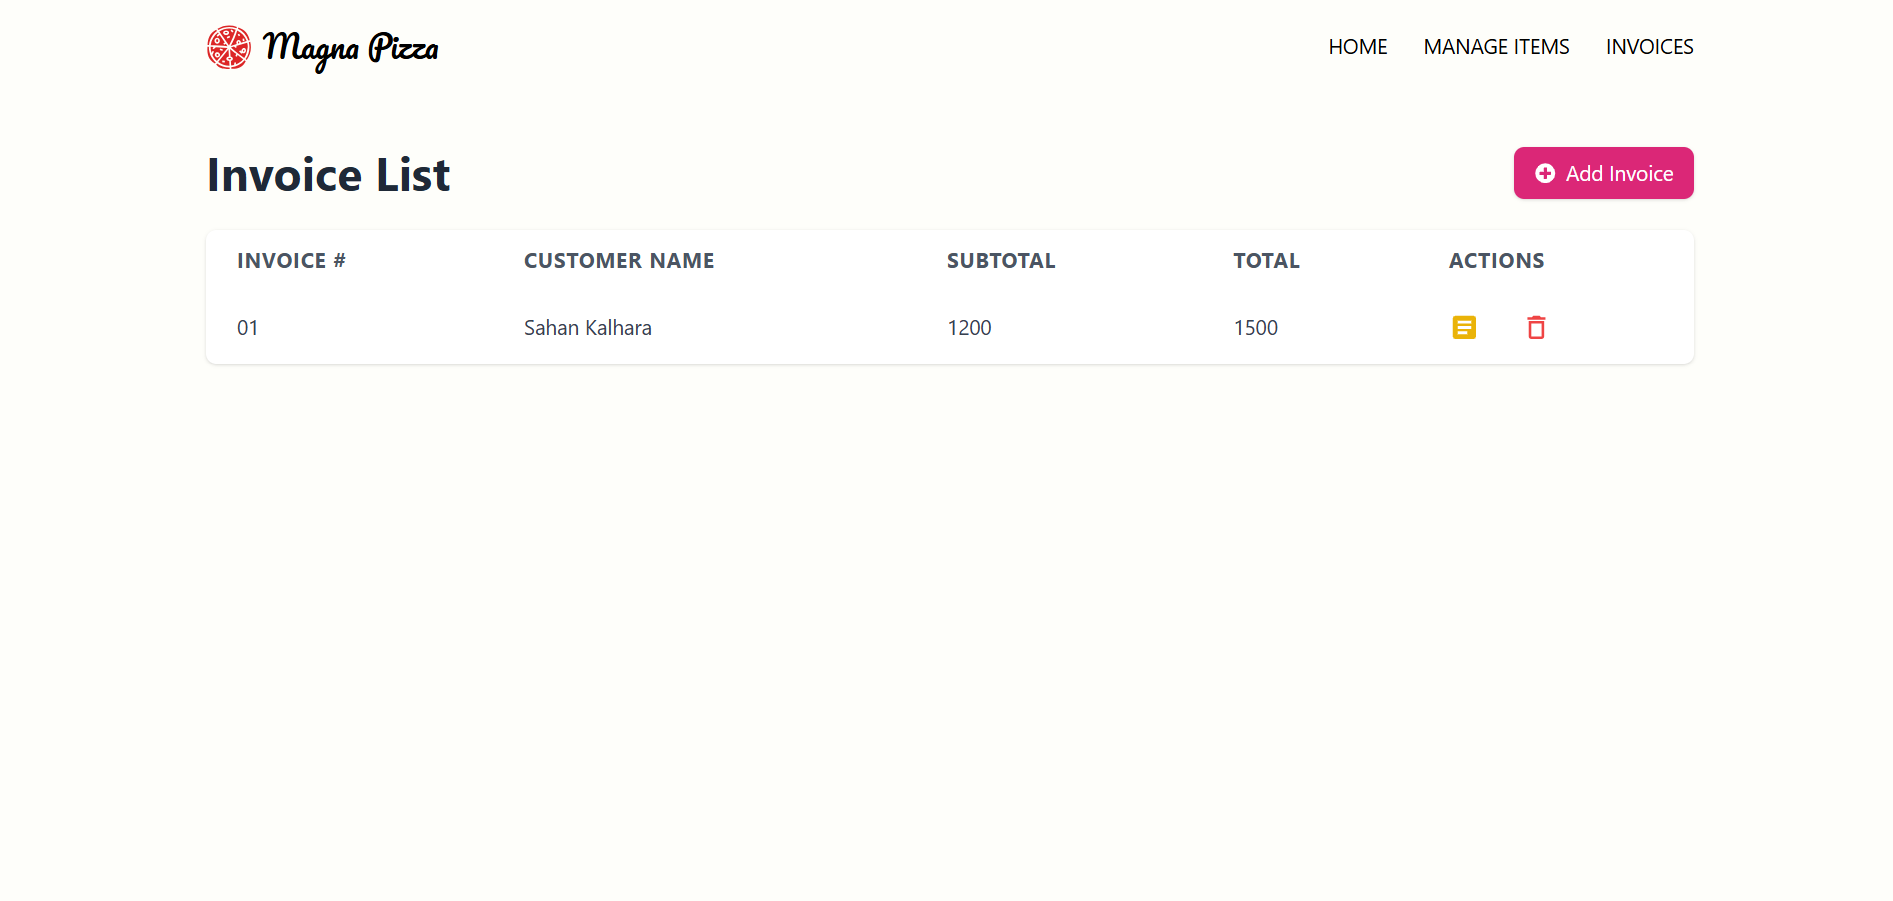 Magna Pizza
HOME MANAGE ITEMS INVOICES
Invoice List
Add Invoice
INVOICE # CUSTOMER NAME SUBTOTAL TOTAL ACTIONS
01 Sahan Kalhara 1200 1500